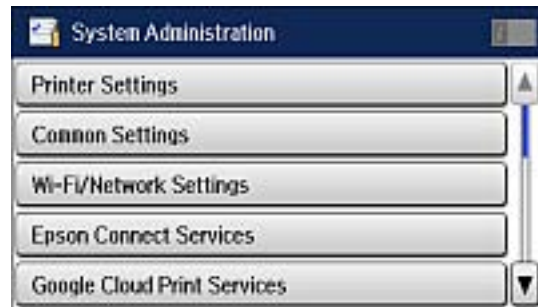 System Administration
Printer Settings
Common Settings
Wi-Fi/Network Settings
Epson Connect Services
Google Cloud Print Services